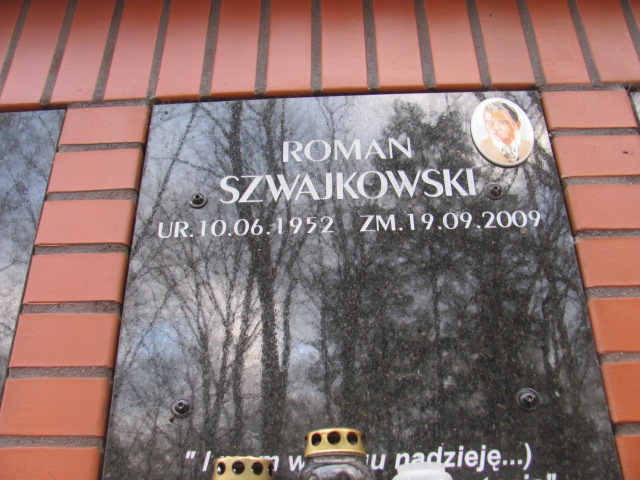 ROMAN
SZWAJKOWSKI
UR.10.06.1952 ZM.19.09.2009
" I nadzieję...)